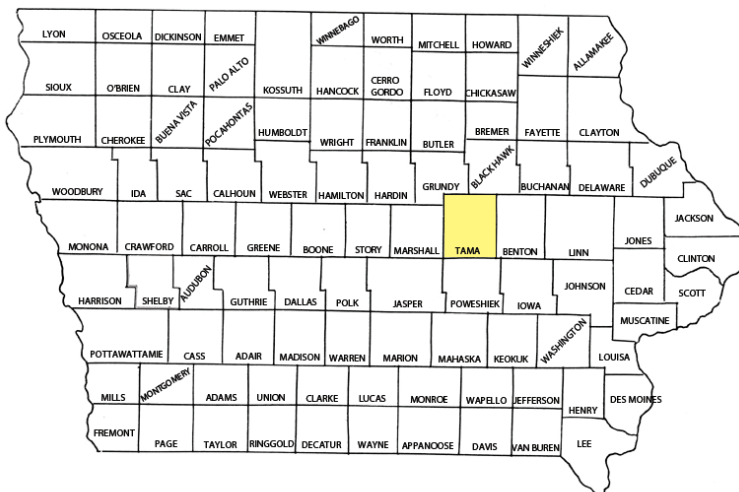 LYON OSCEOLA DICKINSON EMMET WINNEBAGO WORTH MITCHELL HOWARD WINNESHIEK ALLAMAKEE
SIOUX O'BRIEN CLAY PALO ALTO KOSSUTH HANCOCK CERRO GORDO FLOYD CHICKASAW
PLYMOUTH CHEROKEE BUENA VISTA POCAHONTAS HUMBOLDT WRIGHT FRANKLIN BUTLER BREMER FAYETTE CLAYTON
WOODBURY IDA SAC CALHOUN WEBSTER HAMILTON HARDIN GRUNDY BLACK HAWK BUCHANAN DELAWARE DUBUQUE
MONONA CRAWFORD CARROLL GREENE BOONE STORY MARSHALL TAMA BENTON LINN JONES JACKSON
CLINTON
HARRISON SHELBY AUDUBON GUTHRIE DALLAS POLK JASPER POWESHIEK IOWA JOHNSON CEDAR SCOTT
MUSCATINE
POTTAWATTAMIE CASS ADAIR MADISON WARREN MARION MAHASKA KEOKUK WASHINGTON LOUISA
MILLS MONTGOMERY ADAMS UNION CLARKE LUCAS MONROE WAPELLO JEFFERSON HENRY DES MOINES
FREMONT PAGE TAYLOR RINGGOLD DECATUR WAYNE APPANOOSE DAVIS VAN BUREN LEE